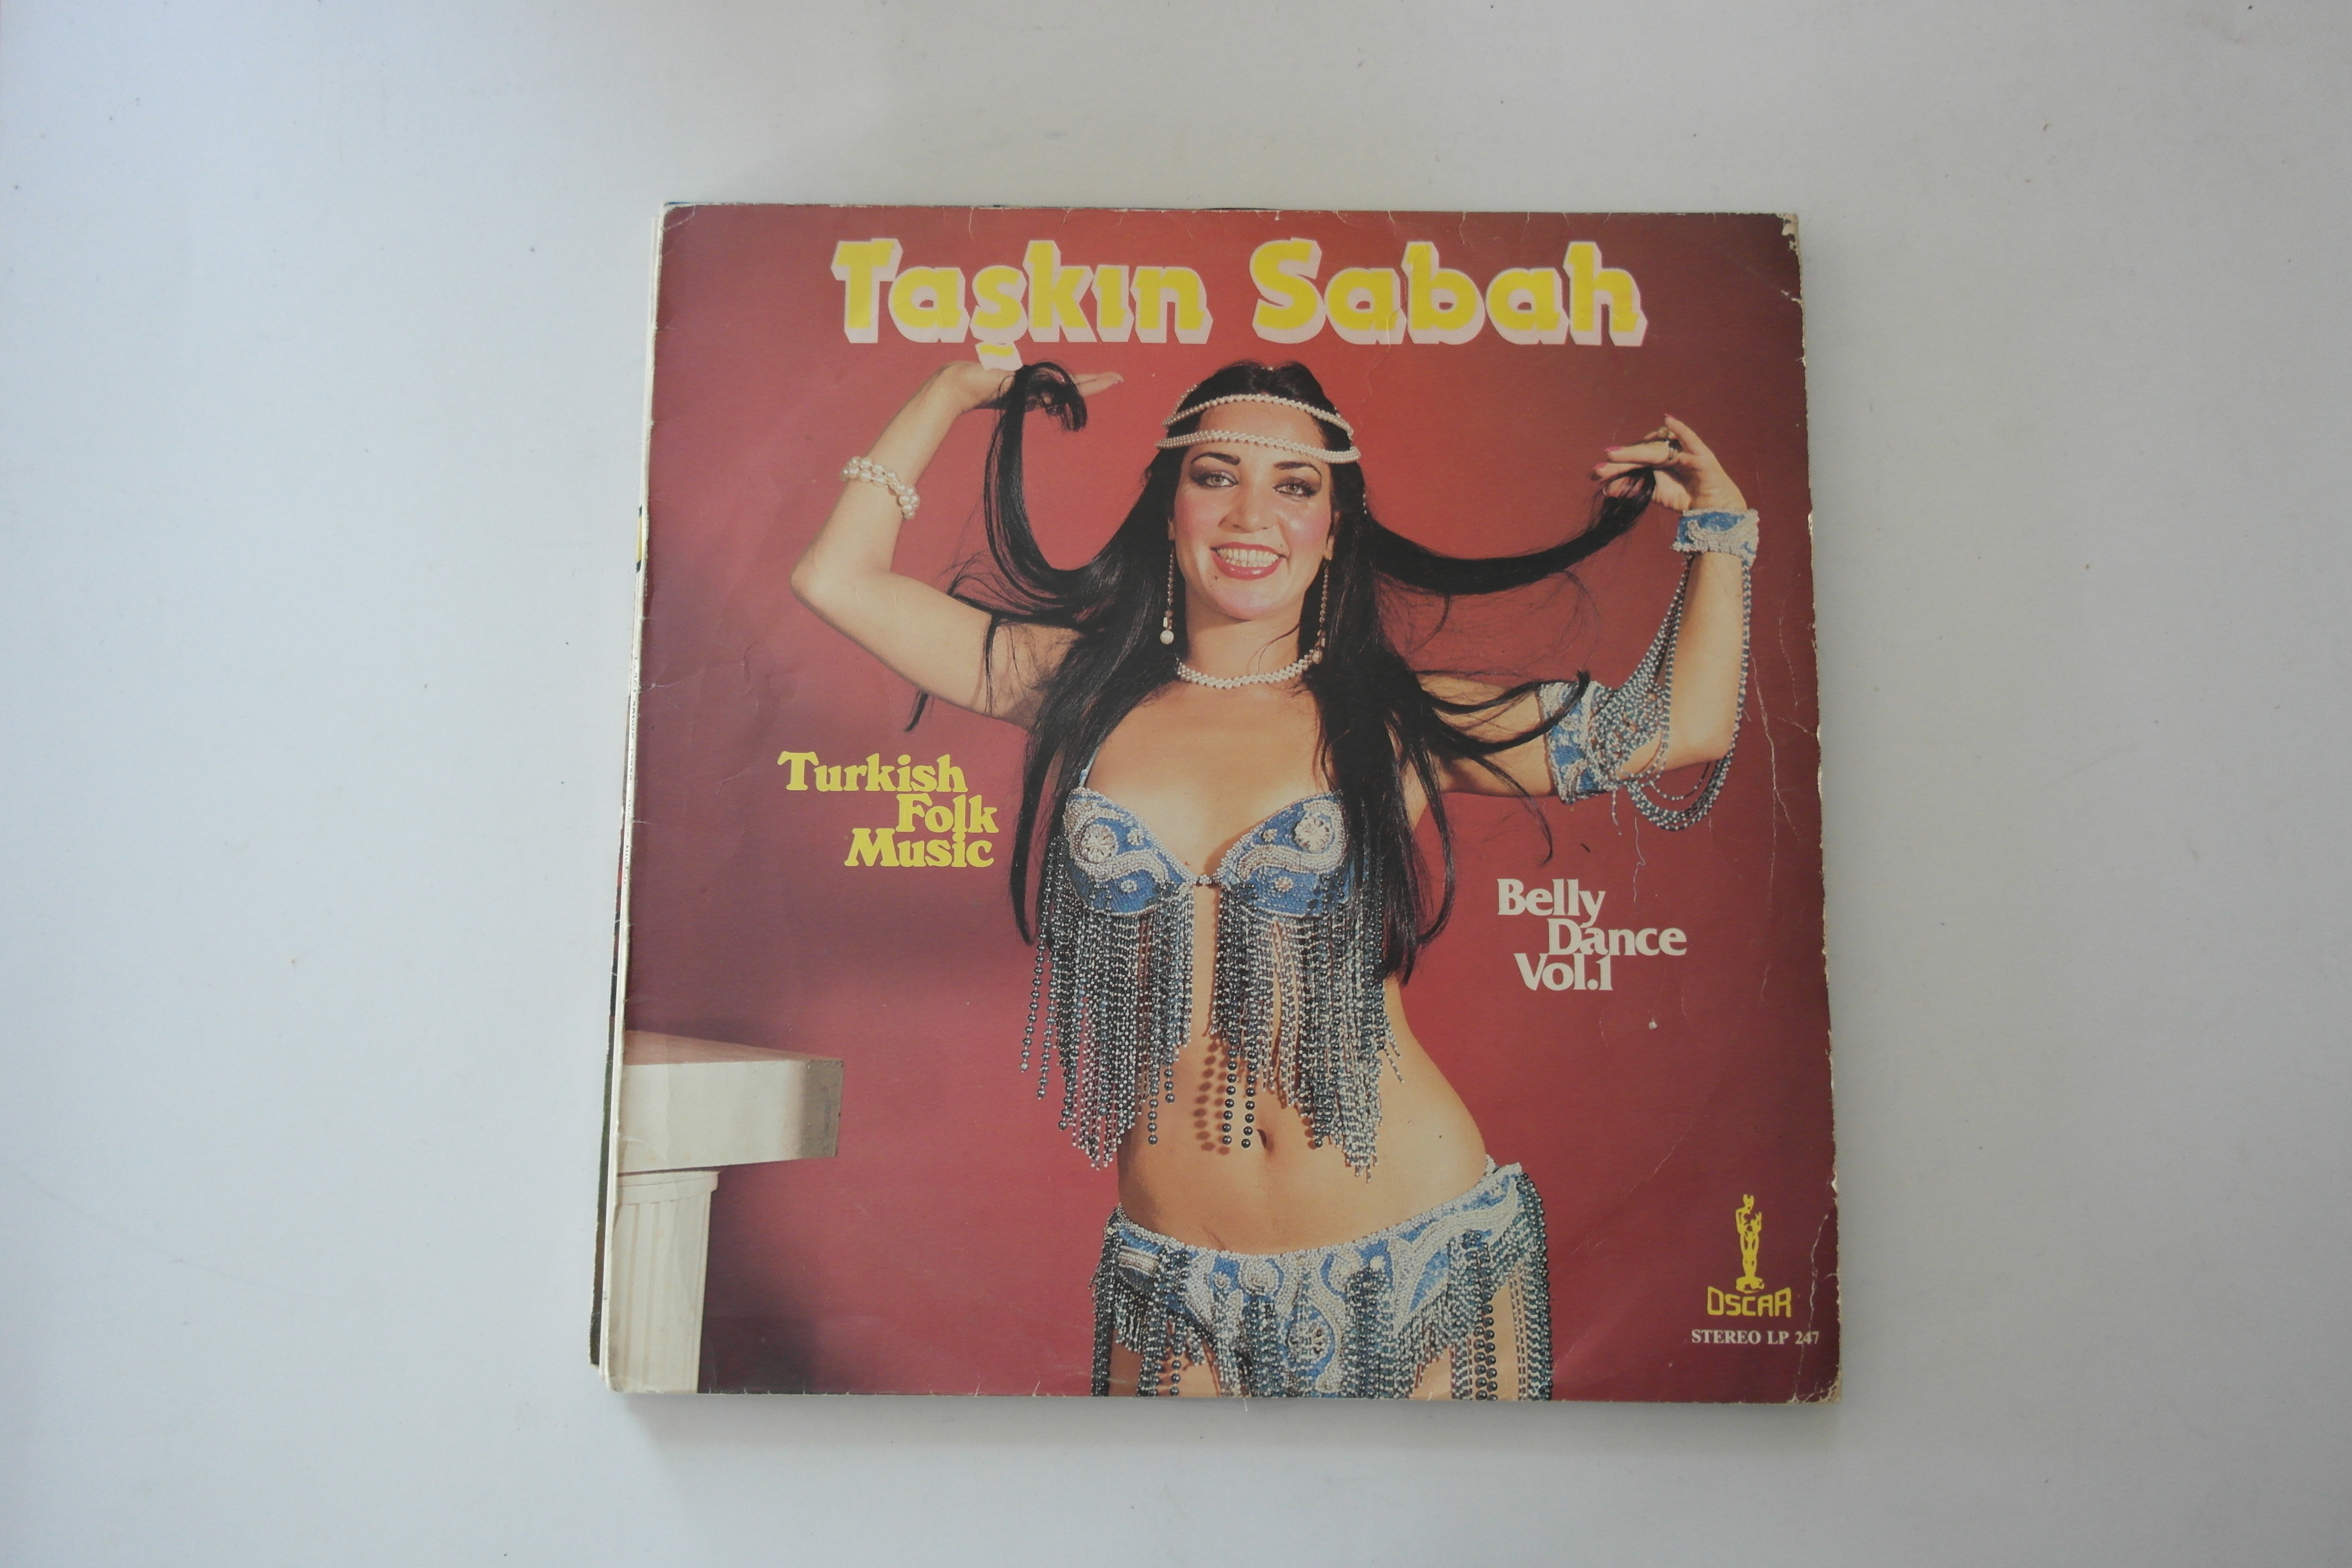 Taşkın Sabah
Turkish
Folk
Music
Belly
Dance
Vol.1
OSCAR
STEREO LP 247